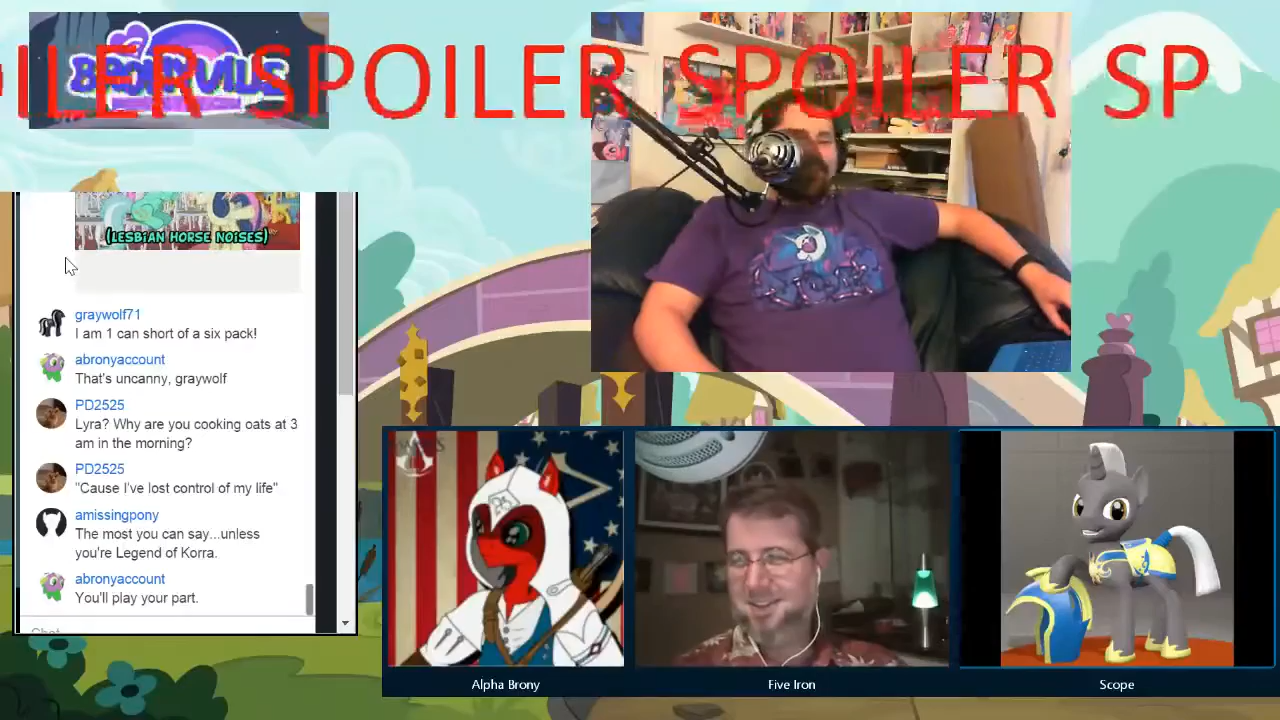 ILER SPOILER SPOILER SP
BRONYVILLE
(LESBIAN HORSE NOISES)
graywolf71
I am 1 can short of a six pack!
abronyaccount
That's uncanny, graywolf
PD2525
Lyra? Why are you cooking oats at 3
am in the morning?
PD2525
"Cause I've lost control of my life"
amissingpony
The most you can say...unless
you're Legend of Korra.
abronyaccount
You'll play your part.
Chat
Alpha Brony
Five Iron
Scope